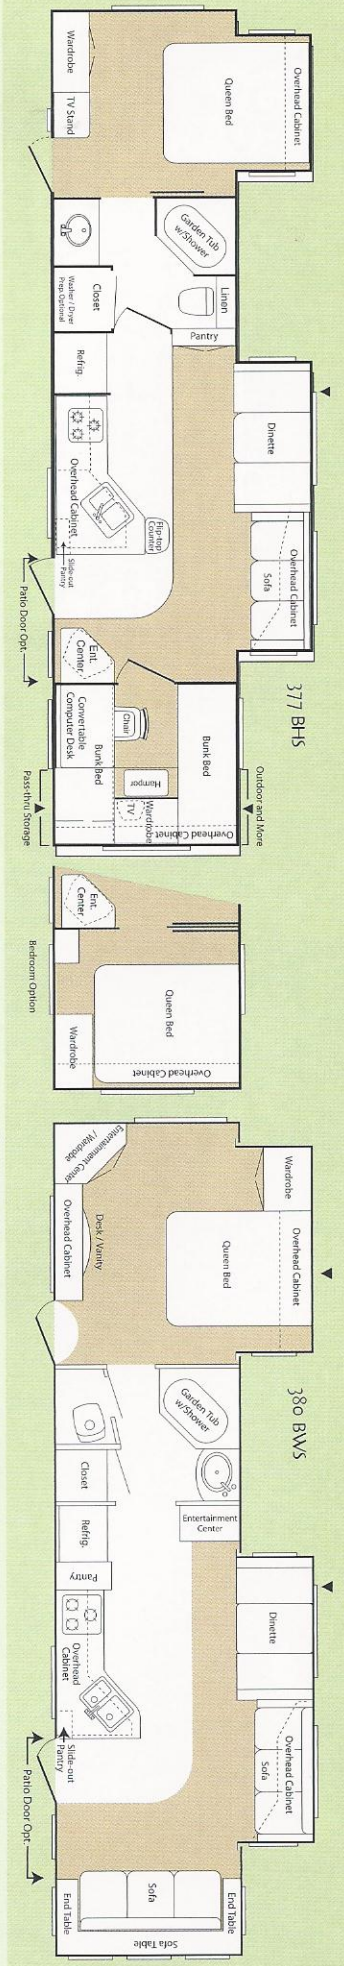 Wardrobe
TV Stand
Queen Bed
Overhead Cabinet
Garden Tub
w/Shower
Linen
Closet
Washer / Dryer
Prep. Optional
Pantry
Refrig.
Overhead Cabinet
Flip-top
Counter
Slide-out
Pantry
Dinette
Overhead Cabinet
Sofa
Patio Door Opt.
Ent.
Center
377 BHS
Bunk Bed
Chair
Hamper
TV
Wardrobe
Overhead Cabinet
Bunk Bed
Convertable
Computer Desk
Pass-thru Storage
Outdoor and More
Ent.
Center
Queen Bed
Wardrobe
Overhead Cabinet
Bedroom Option
Entertainment Center
/ Wardrobe
Wardrobe
Overhead Cabinet
Queen Bed
Desk / Vanity
Overhead Cabinet
380 BWS
Garden Tub
w/Shower
Closet
Entertainment
Center
Refrig.
Pantry
Overhead
Cabinet
Slide-out
Pantry
Dinette
Overhead Cabinet
Sofa
Patio Door Opt.
End Table
Sofa
End Table
Sofa Table